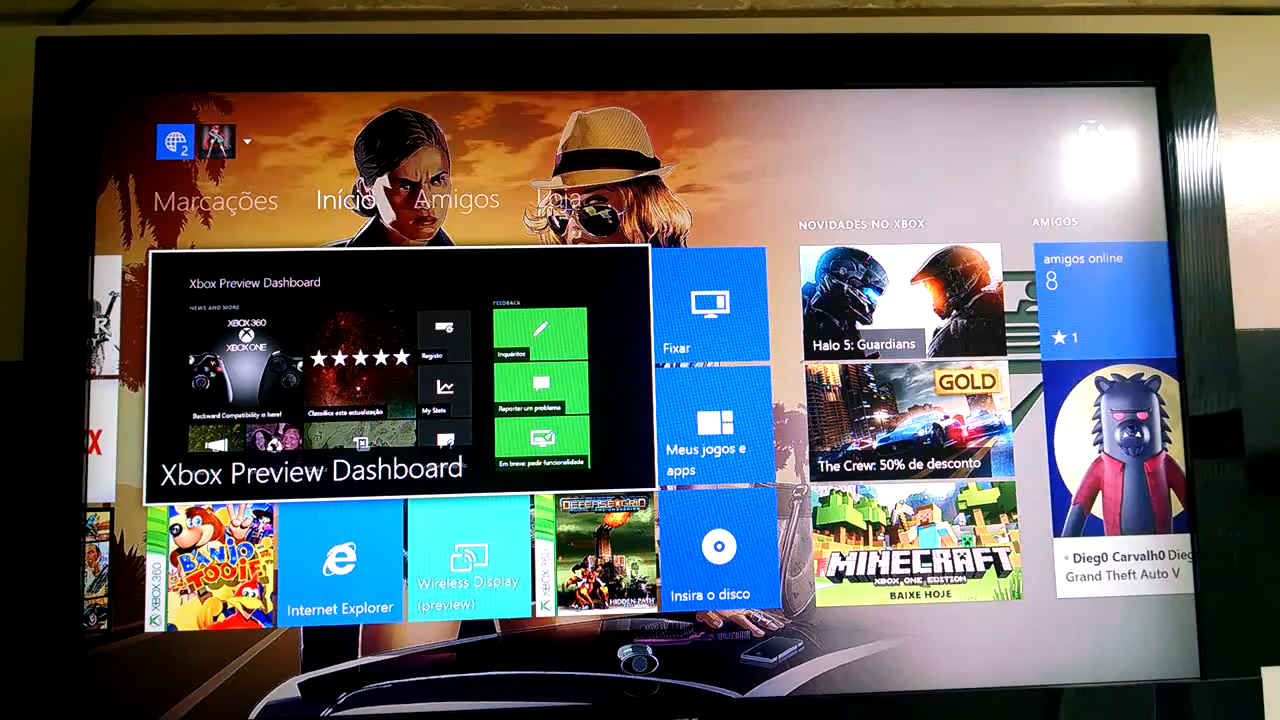 2
Marcações
Início
Amigos
Loja
NOVIDADES NO XBOX
AMIGOS
Xbox Preview Dashboard
NEWS AND MORE
FEEDBACK
XBOX 360
XBOX ONE
Backward Compatibility is here!
Classifica esta actualização
Registo
My Stats
Inquéritos
Reportar um problema
Em breve: pedir funcionalidade
Xbox Preview Dashboard
Fixar
Meus jogos e
apps
Halo 5: Guardians
GOLD
The Crew: 50% de desconto
amigos online
8
1
R
X
XBOX 360
BANJO
TOOIE
Internet Explorer
Wireless Display
(preview)
XBOX 360
DEFENSE GRID
HIDDEN PATH
Insira o disco
MINECRAFT
XBOX ONE EDITION
BAIXE HOJE
Dieg0 Carvalh0 Dieg
Grand Theft Auto V